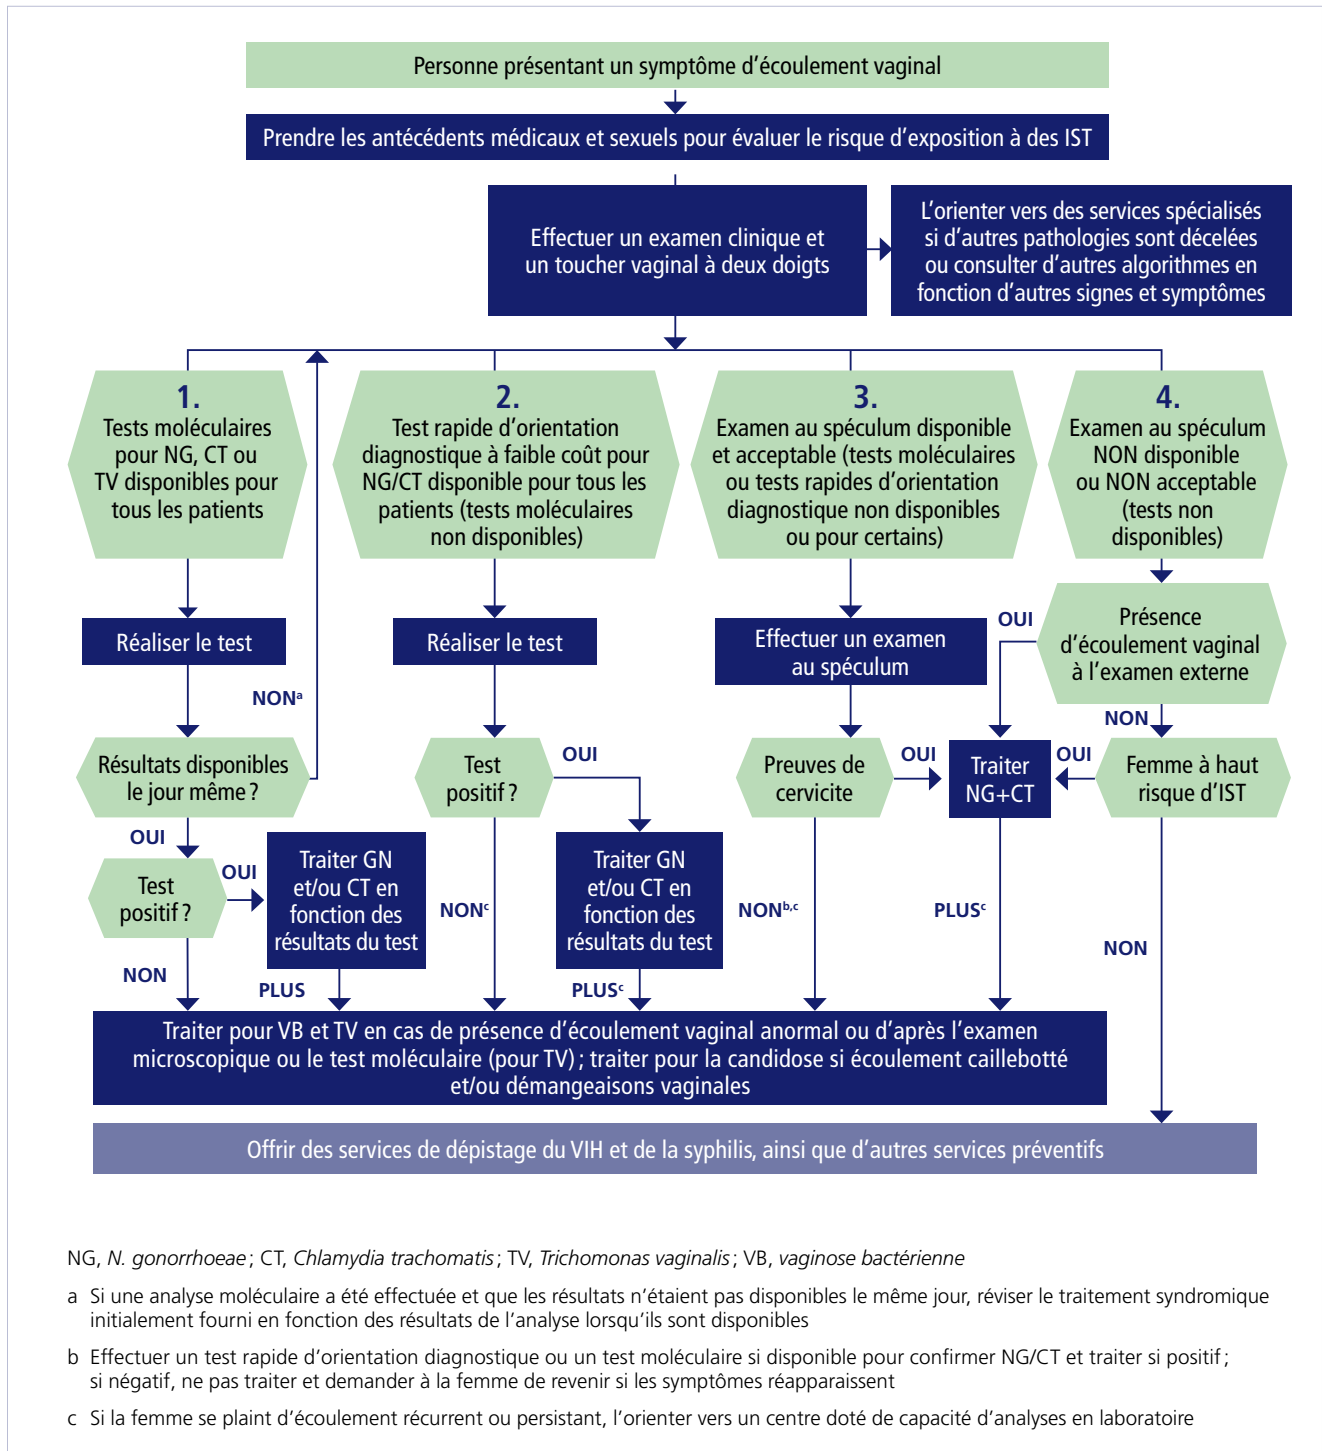 Personne présentant un symptôme d'écoulement vaginal
Prendre les antécédents médicaux et sexuels pour évaluer le risque d'exposition à des IST
Effectuer un examen clinique et
un toucher vaginal à deux doigts
L'orienter vers des services spécialisés
si d'autres pathologies sont décelées
ou consulter d'autres algorithmes en
fonction d'autres signes et symptômes
1.
Tests moléculaires
pour NG, CT ou
TV disponibles pour
tous les patients
2.
Test rapide d'orientation
diagnostique à faible coût pour
NG/CT disponible pour tous les
patients (tests moléculaires
non disponibles)
3.
Examen au spéculum disponible
et acceptable (tests moléculaires
ou tests rapides d'orientation
diagnostique non disponibles
ou pour certains)
4.
Examen au spéculum
NON disponible
ou NON acceptable
(tests non
disponibles)
Réaliser le test
Réaliser le test
Effectuer un examen
au spéculum
OUI
Présence
d'écoulement vaginal
à l'examen externe
NONᵃ
NON
Résultats disponibles
le jour même ?
Test
positif ?
OUI
Preuves de
cervicite
OUI
Traiter
NG+CT
OUI
Femme à haut
risque d'IST
OUI
Test
positif ?
OUI
Traiter GN
et/ou CT en
fonction des
résultats du test
NONᶜ
Traiter GN
et/ou CT en
fonction des
résultats du test
NONᵇ,ᶜ
PLUSᶜ
NON
NON
PLUS
PLUSᶜ
Traiter pour VB et TV en cas de présence d'écoulement vaginal anormal ou d'après l'examen
microscopique ou le test moléculaire (pour TV) ; traiter pour la candidose si écoulement caillebotté
et/ou démangeaisons vaginales
Offrir des services de dépistage du VIH et de la syphilis, ainsi que d'autres services préventifs
NG, N. gonorrhoeae ; CT, Chlamydia trachomatis ; TV, Trichomonas vaginalis ; VB, vaginose bactérienne
a Si une analyse moléculaire a été effectuée et que les résultats n'étaient pas disponibles le même jour, réviser le traitement syndromique
initialement fourni en fonction des résultats de l'analyse lorsqu'ils sont disponibles
b Effectuer un test rapide d'orientation diagnostique ou un test moléculaire si disponible pour confirmer NG/CT et traiter si positif ;
si négatif, ne pas traiter et demander à la femme de revenir si les symptômes réapparaissent
c Si la femme se plaint d'écoulement récurrent ou persistant, l'orienter vers un centre doté de capacité d'analyses en laboratoire